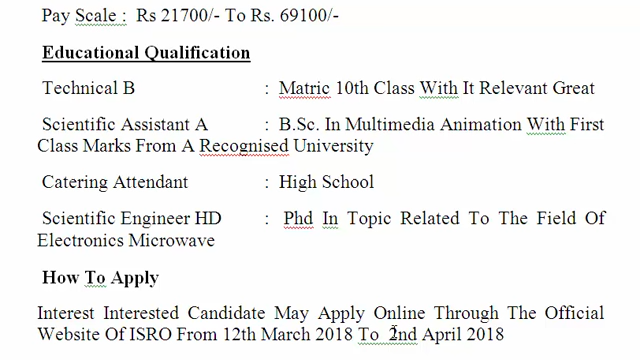 Pay Scale : Rs 21700/- To Rs. 69100/-
Educational Qualification
Technical B : Matric 10th Class With It Relevant Great
Scientific Assistant A : B.Sc. In Multimedia Animation With First
Class Marks From A Recognised University
Catering Attendant : High School
Scientific Engineer HD : Phd In Topic Related To The Field Of
Electronics Microwave
How To Apply
Interest Interested Candidate May Apply Online Through The Official
Website Of ISRO From 12th March 2018 To 2nd April 2018